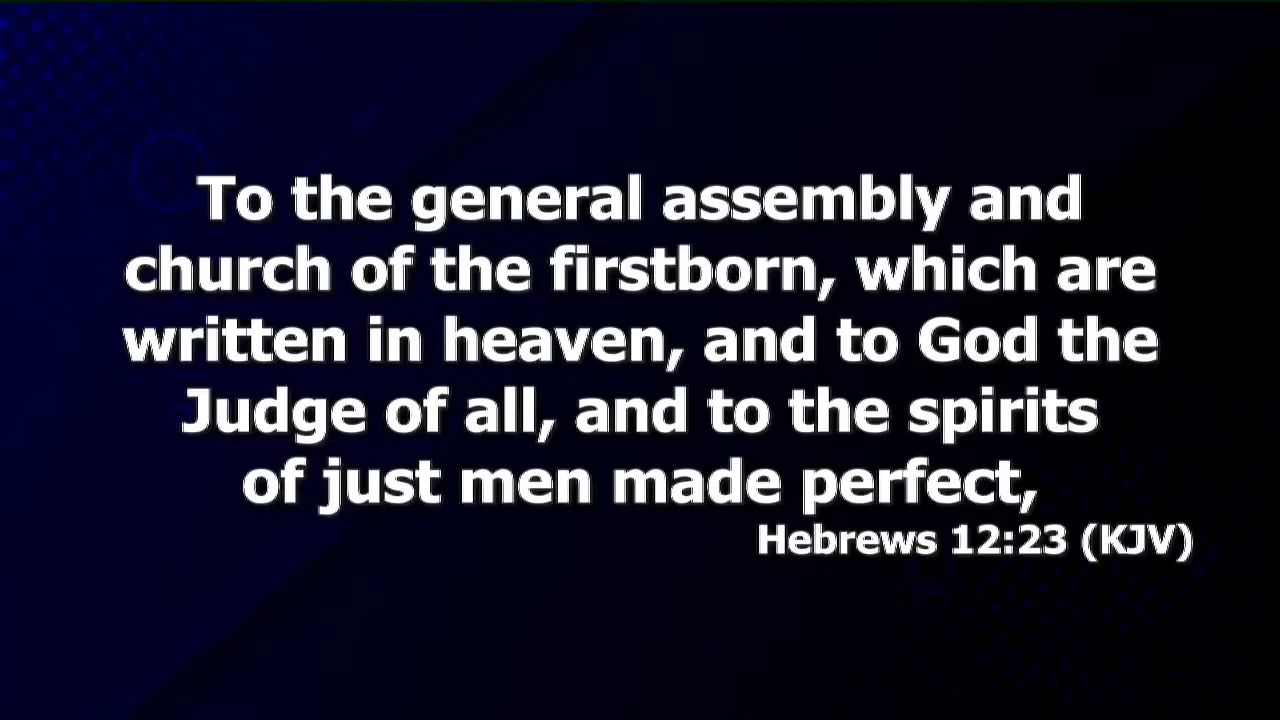 To the general assembly and
church of the firstborn, which are
written in heaven, and to God the
Judge of all, and to the spirits
of just men made perfect,
Hebrews 12:23 (KJV)